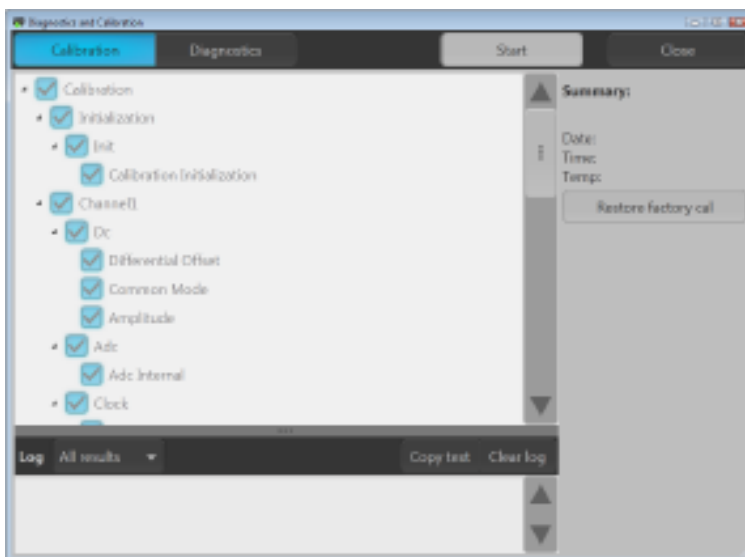 Diagnostics and Calibration
Calibration Diagnostics Start Close
Calibration
Initialization
Init
Calibration Initialization
Channel1
Dc
Differential Offset
Common Mode
Amplitude
Adc
Adc Internal
Clock
Summary:
Date:
Time:
Temp:
Restore factory cal
Log All results Copy text Clear log